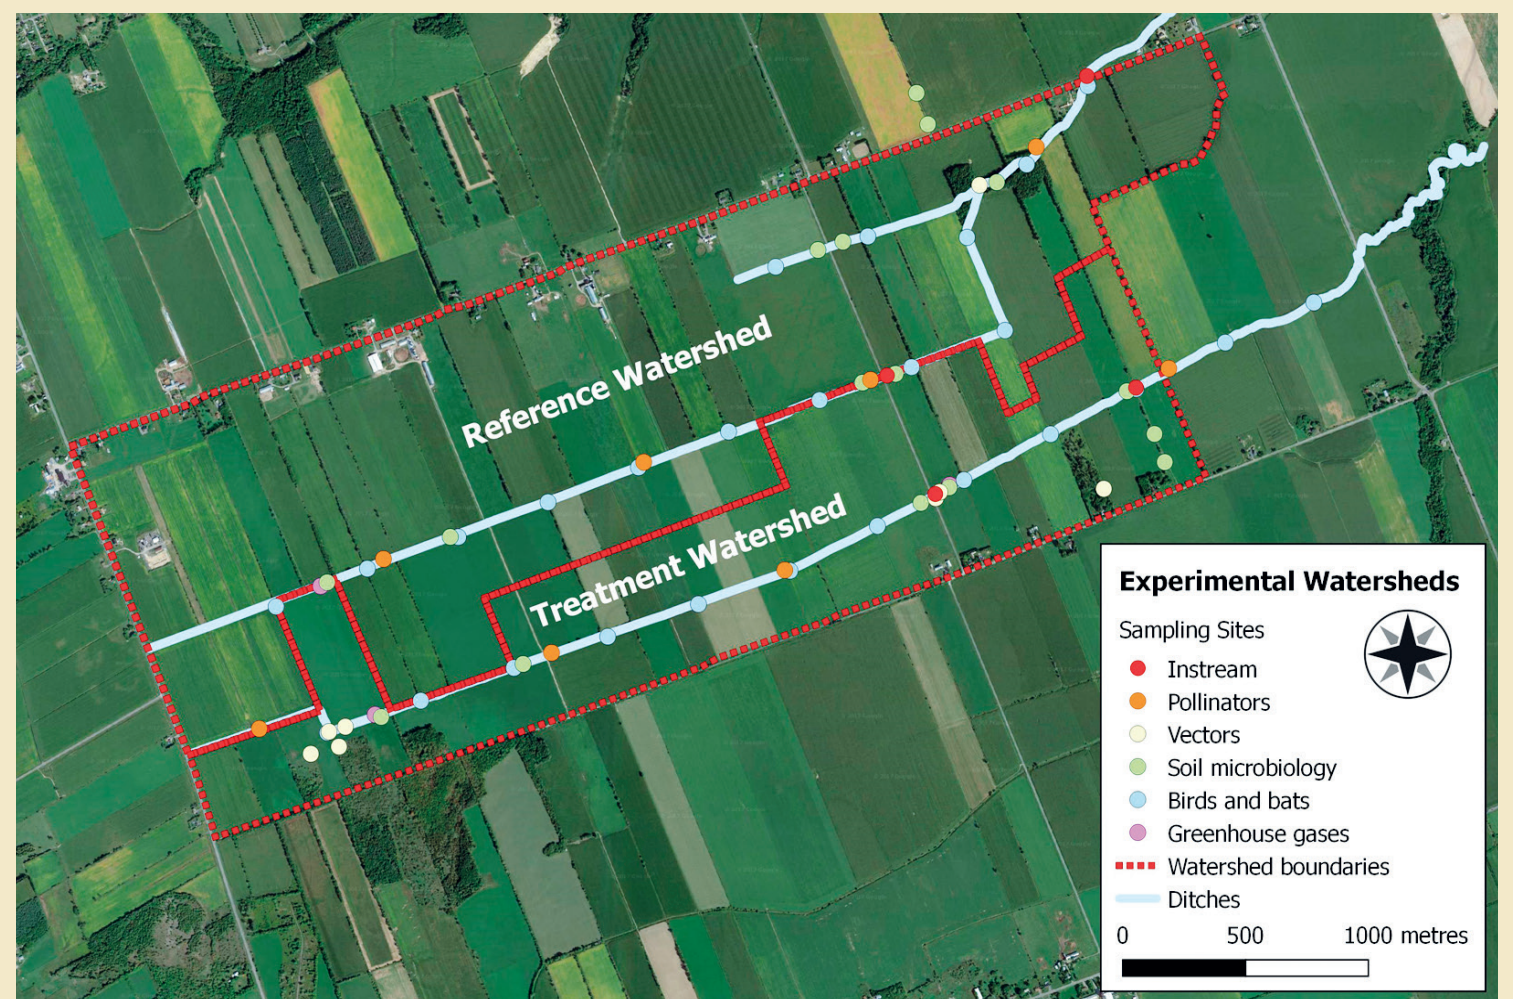 Reference Watershed
Treatment Watershed
Experimental Watersheds
Sampling Sites
Instream
Pollinators
Vectors
Soil microbiology
Birds and bats
Greenhouse gases
Watershed boundaries
Ditches
0 500 1000 metres